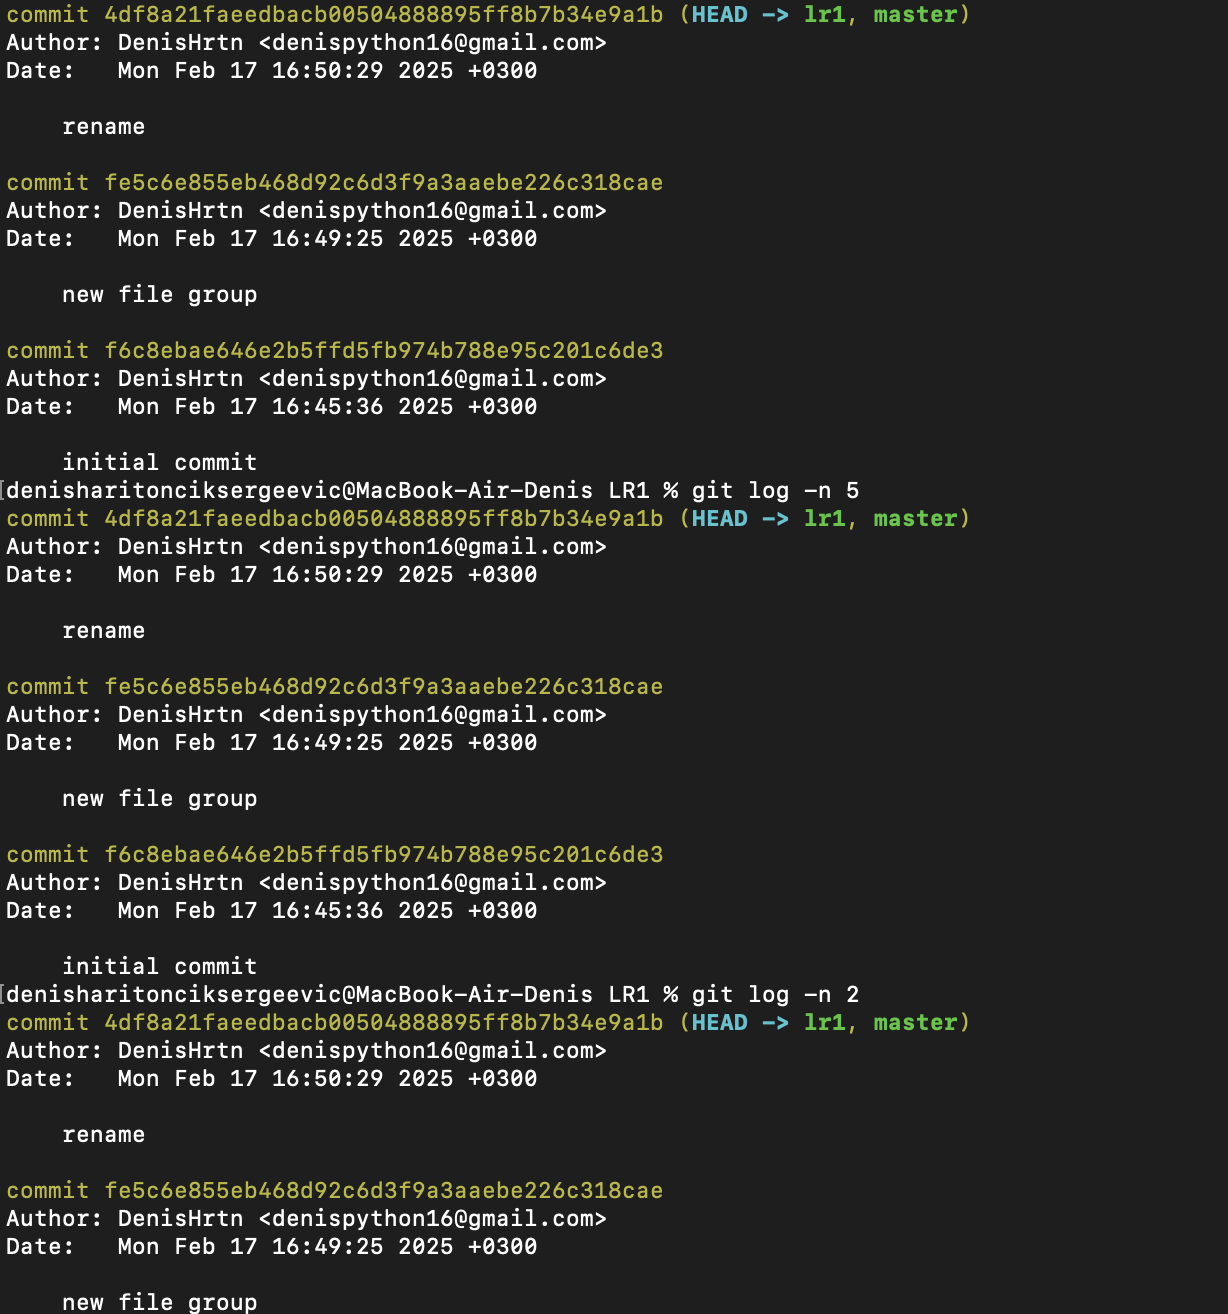 commit 4df8a21faeedbacb00504888895ff8b7b34e9a1b (HEAD -> lr1, master)
Author: DenisHrtn <denispython16@gmail.com>
Date:   Mon Feb 17 16:50:29 2025 +0300
    rename
commit fe5c6e855eb468d92c6d3f9a3aaebe226c318cae
Author: DenisHrtn <denispython16@gmail.com>
Date:   Mon Feb 17 16:49:25 2025 +0300
    new file group
commit f6c8ebae646e2b5ffd5fb974b788e95c201c6de3
Author: DenisHrtn <denispython16@gmail.com>
Date:   Mon Feb 17 16:45:36 2025 +0300
    initial commit
[denisharitonciksergeevic@MacBook-Air-Denis LR1 % git log -n 5
commit 4df8a21faeedbacb00504888895ff8b7b34e9a1b (HEAD -> lr1, master)
Author: DenisHrtn <denispython16@gmail.com>
Date:   Mon Feb 17 16:50:29 2025 +0300
    rename
commit fe5c6e855eb468d92c6d3f9a3aaebe226c318cae
Author: DenisHrtn <denispython16@gmail.com>
Date:   Mon Feb 17 16:49:25 2025 +0300
    new file group
commit f6c8ebae646e2b5ffd5fb974b788e95c201c6de3
Author: DenisHrtn <denispython16@gmail.com>
Date:   Mon Feb 17 16:45:36 2025 +0300
    initial commit
[denisharitonciksergeevic@MacBook-Air-Denis LR1 % git log -n 2
commit 4df8a21faeedbacb00504888895ff8b7b34e9a1b (HEAD -> lr1, master)
Author: DenisHrtn <denispython16@gmail.com>
Date:   Mon Feb 17 16:50:29 2025 +0300
    rename
commit fe5c6e855eb468d92c6d3f9a3aaebe226c318cae
Author: DenisHrtn <denispython16@gmail.com>
Date:   Mon Feb 17 16:49:25 2025 +0300
    new file group